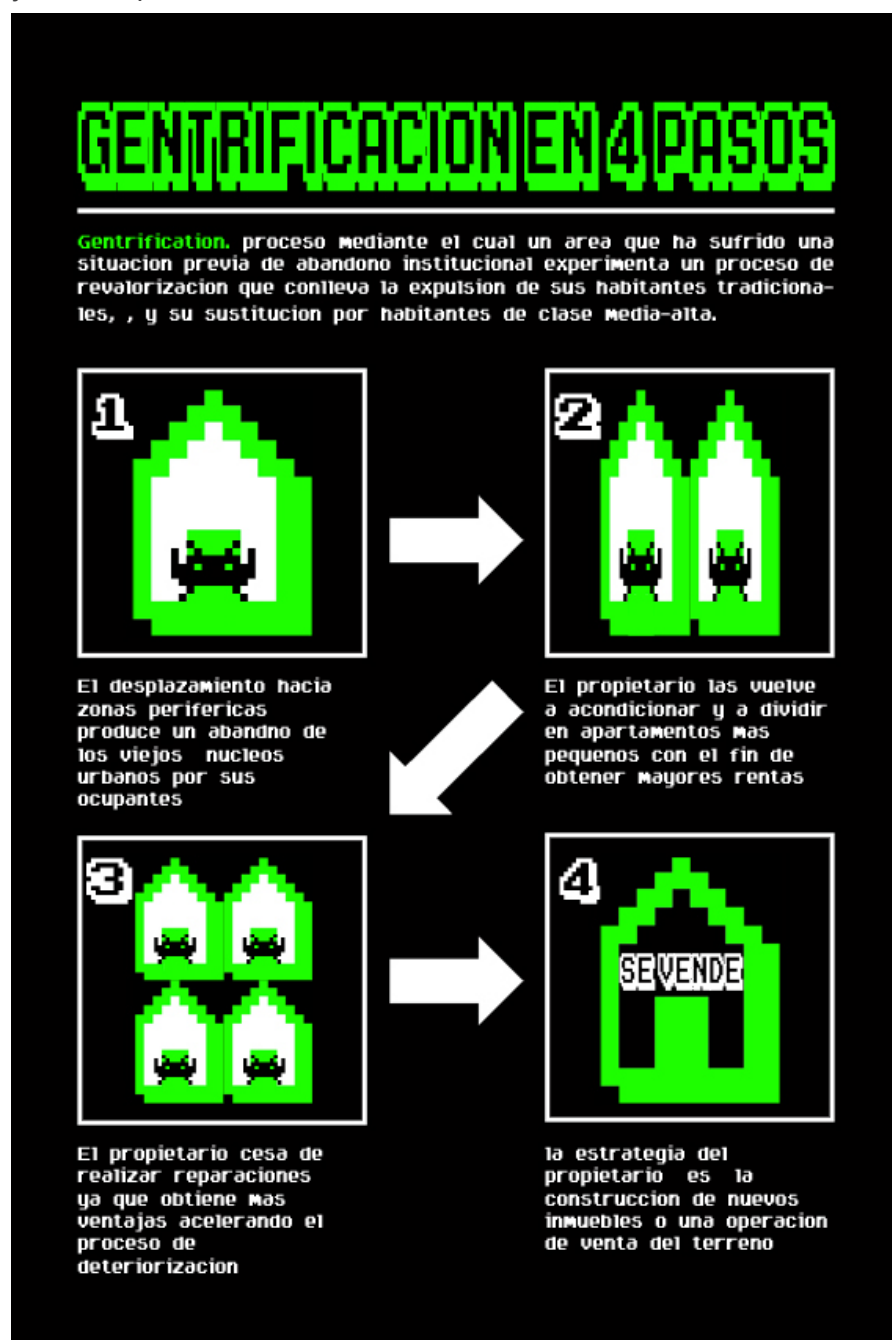 GENTRIFICACION EN 4 PASOS
Gentrification. proceso mediante el cual un area que ha sufrido una
situacion previa de abandono institucional experimenta un proceso de
revalorizacion que conlleva la expulsion de sus habitantes tradiciona-
les, , y su sustitucion por habitantes de clase media-alta.
1
El desplazamiento hacia
zonas perifericas
produce un abandno de
los viejos nucleos
urbanos por sus
ocupantes
2
El propietario las vuelve
a acondicionar y a dividir
en apartamentos mas
pequenos con el fin de
obtener mayores rentas
3
El propietario cesa de
realizar reparaciones
ya que obtiene mas
ventajas acelerando el
proceso de
deteriorizacion
4
SE VENDE
la estrategia del
propietario es la
construccion de nuevos
inmuebles o una operacion
de venta del terreno